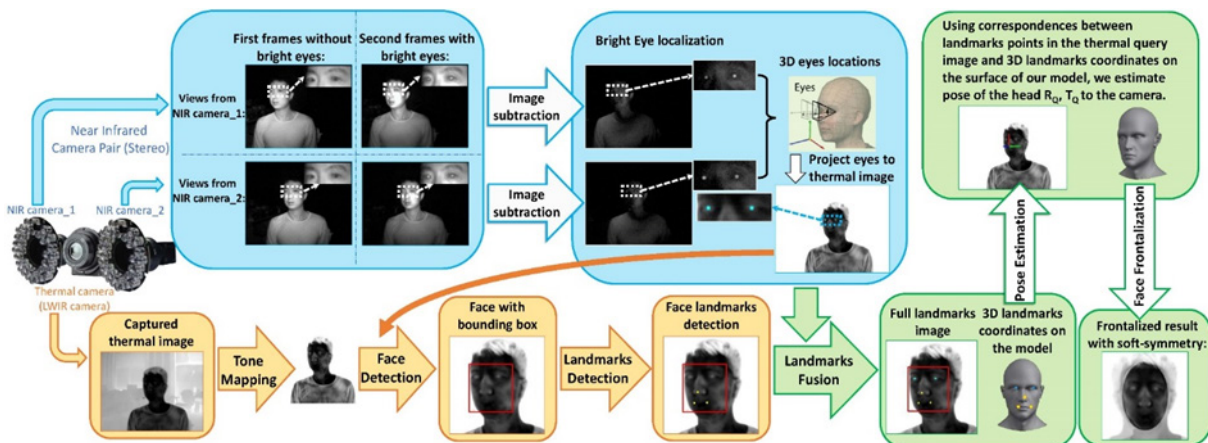 First frames without
bright eyes:
Second frames with
bright eyes:
Views from
NIR camera_1:
Views from
NIR camera_2:
Near Infrared
Camera Pair (Stereo)
NIR camera_1
NIR camera_2
Thermal camera
(LWIR camera)
Image
subtraction
Image
subtraction
Bright Eye localization
3D eyes locations
Eyes
Project eyes to
thermal image
Using correspondences between
landmarks points in the thermal query
image and 3D landmarks coordinates on
the surface of our model, we estimate
pose of the head R_Q, T_Q to the camera.
Captured
thermal image
Tone
Mapping
Face
Detection
Face with
bounding box
Landmarks
Detection
Face landmarks
detection
Landmarks
Fusion
Full landmarks
image
3D landmarks
coordinates on
the model
Pose Estimation
Face Frontalization
Frontalized result
with soft-symmetry: